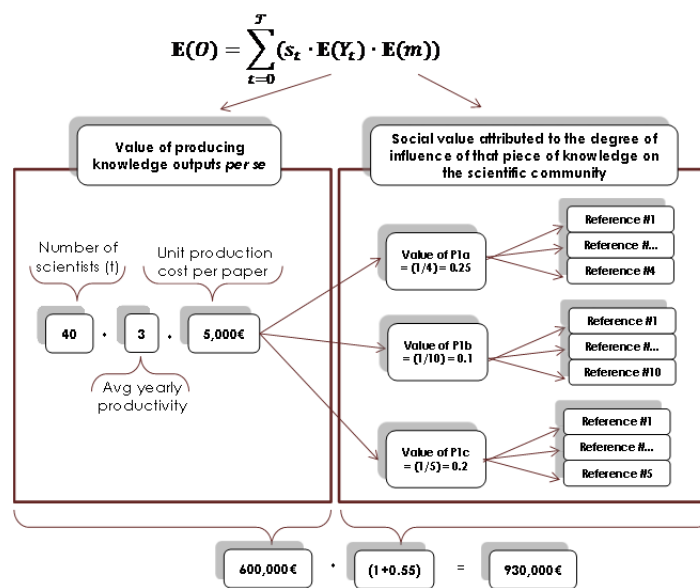 𝔼(O) = ∑_{t=0}^{𝒯} (s_t · 𝔼(Y_t) · 𝔼(m))
Value of producing
knowledge outputs per se
Social value attributed to the degree of
influence of that piece of knowledge on
the scientific community
Number of
scientists (t)
Unit production
cost per paper
40 · 3 · 5,000€
Avg yearly
productivity
Value of P1a
= (1/4) = 0.25
Reference #1
Reference #...
Reference #4
Value of P1b
= (1/10) = 0.1
Reference #1
Reference #...
Reference #10
Value of P1c
= (1/5) = 0.2
Reference #1
Reference #...
Reference #5
600,000€ · (1+0.55) = 930,000€